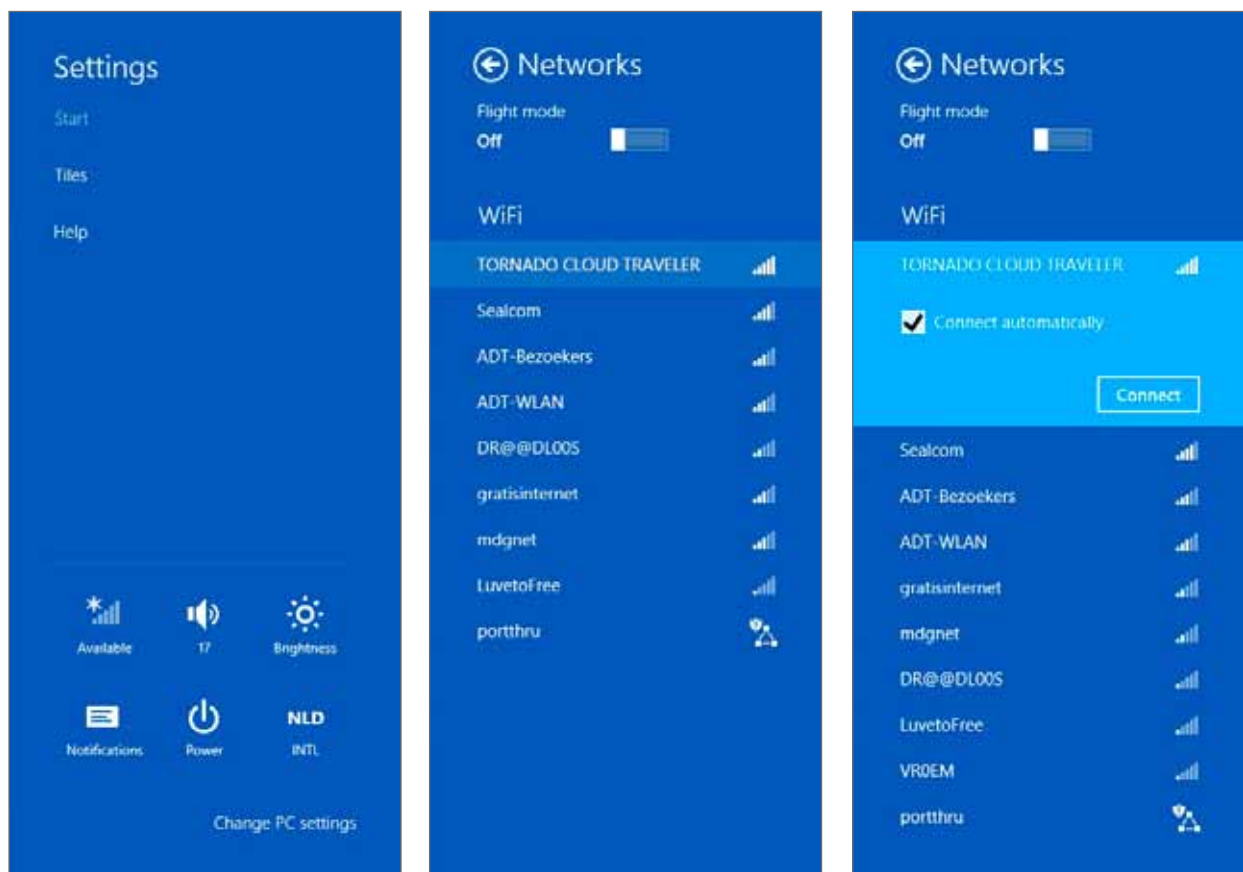 Settings
Start
Tiles
Help
Available
17
Brightness
Notifications
Power
NLD
INTL
Change PC settings
Networks
Flight mode
Off
WiFi
TORNADO CLOUD TRAVELER
Sealcom
ADT-Bezoekers
ADT-WLAN
DR@@DL00S
gratisinternet
mdgnet
LuvetoFree
portthru
Networks
Flight mode
Off
WiFi
TORNADO CLOUD TRAVELER
Connect automatically
Connect
Sealcom
ADT-Bezoekers
ADT-WLAN
gratisinternet
mdgnet
DR@@DL00S
LuvetoFree
VR0EM
portthru